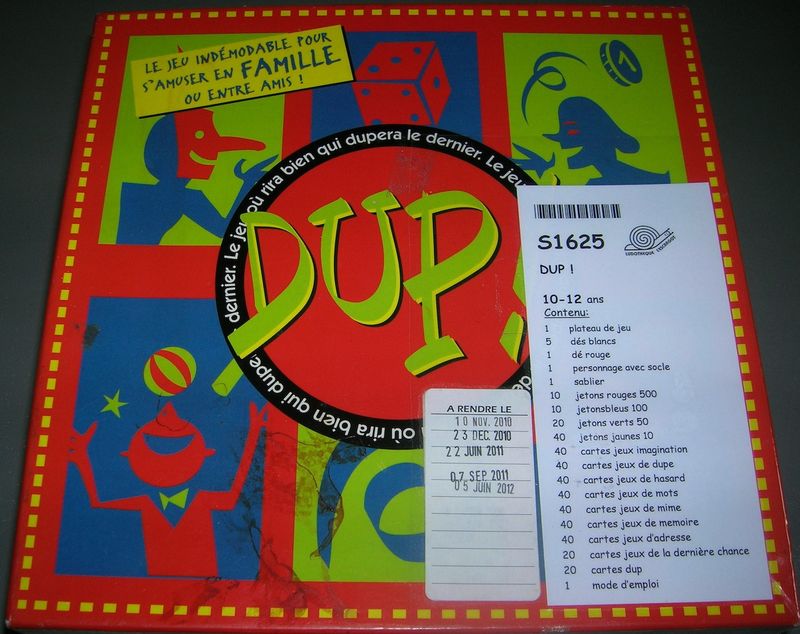 LE JEU INDÉMODABLE POUR
S'AMUSER EN FAMILLE
OU ENTRE AMIS !
dernier. Le jeu où rira bien qui dupera le dernier. Le jeu
où rira bien qui dupe
DUP!
S1625
LUDOTHEQUE
DUP !
10-12 ans
Contenu:
1 plateau de jeu
5 dés blancs
1 dé rouge
1 personnage avec socle
1 sablier
10 jetons rouges 500
10 jetonsbleus 100
20 jetons verts 50
40 jetons jaunes 10
40 cartes jeux imagination
40 cartes jeux de dupe
40 cartes jeux de hasard
40 cartes jeux de mots
40 cartes jeux de mime
40 cartes jeux de memoire
40 cartes jeux d'adresse
20 cartes jeux de la dernière chance
20 cartes dup
1 mode d'emploi
A RENDRE LE
10 NOV. 2010
23 DEC. 2010
22 JUIN 2011
07 SEP. 2011
05 JUIN 2012